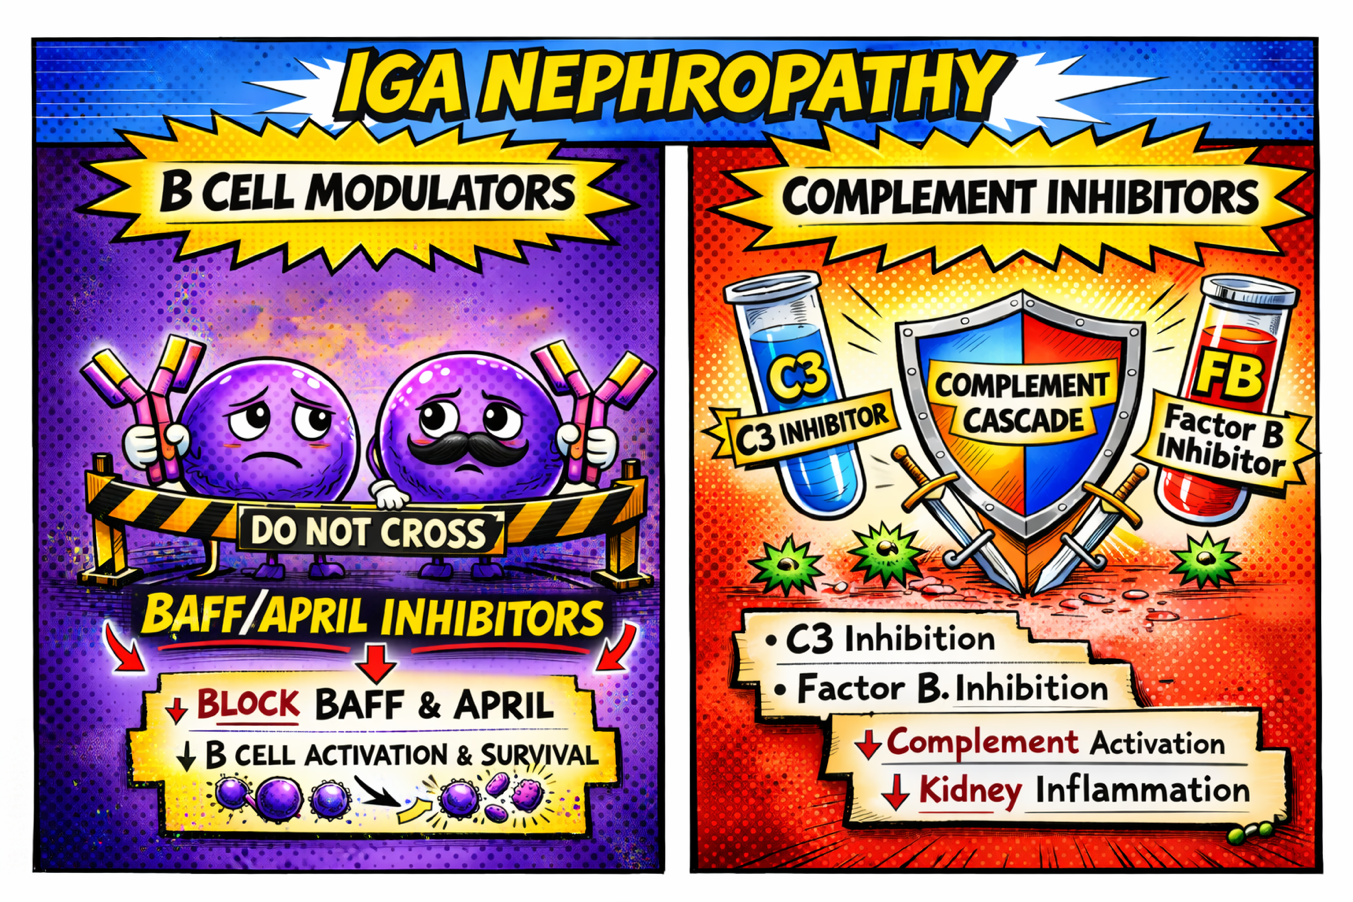 IGA NEPHROPATHY
B CELL MODULATORS
DO NOT CROSS
BAFF/APRIL INHIBITORS
↓ BLOCK BAFF & APRIL
↓ B CELL ACTIVATION & SURVIVAL
COMPLEMENT INHIBITORS
C3
C3 INHIBITOR
COMPLEMENT
CASCADE
FB
Factor B
Inhibitor
• C3 Inhibition
• Factor B. Inhibition
↓ Complement Activation
↓ Kidney Inflammation